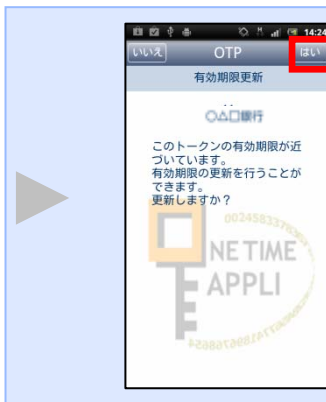 14:24
いいえ
OTP
はい
有効期限更新
○△□銀行
このトークンの有効期限が近
づいています。
有効期限の更新を行うことが
できます。
更新しますか？
NE TIME
APPLI